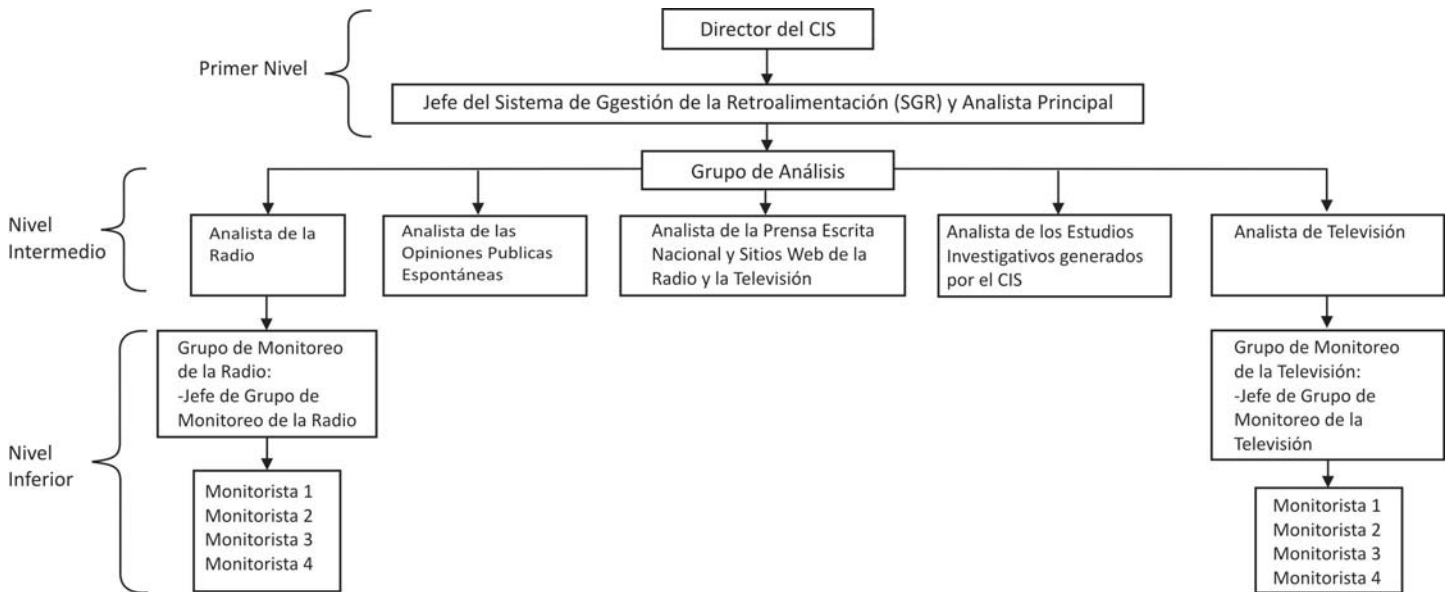 Director del CIS
Primer Nivel
Jefe del Sistema de Ggestión de la Retroalimentación (SGR) y Analista Principal
Grupo de Análisis
Nivel
Intermedio
Analista de la
Radio
Analista de las
Opiniones Publicas
Espontáneas
Analista de la Prensa Escrita
Nacional y Sitios Web de la
Radio y la Televisión
Analista de los Estudios
Investigativos generados
por el CIS
Analista de Televisión
Nivel
Inferior
Grupo de Monitoreo
de la Radio:
-Jefe de Grupo de
Monitoreo de la Radio
Grupo de Monitoreo
de la Televisión:
-Jefe de Grupo de
Monitoreo de la
Televisión
Monitorista 1
Monitorista 2
Monitorista 3
Monitorista 4
Monitorista 1
Monitorista 2
Monitorista 3
Monitorista 4